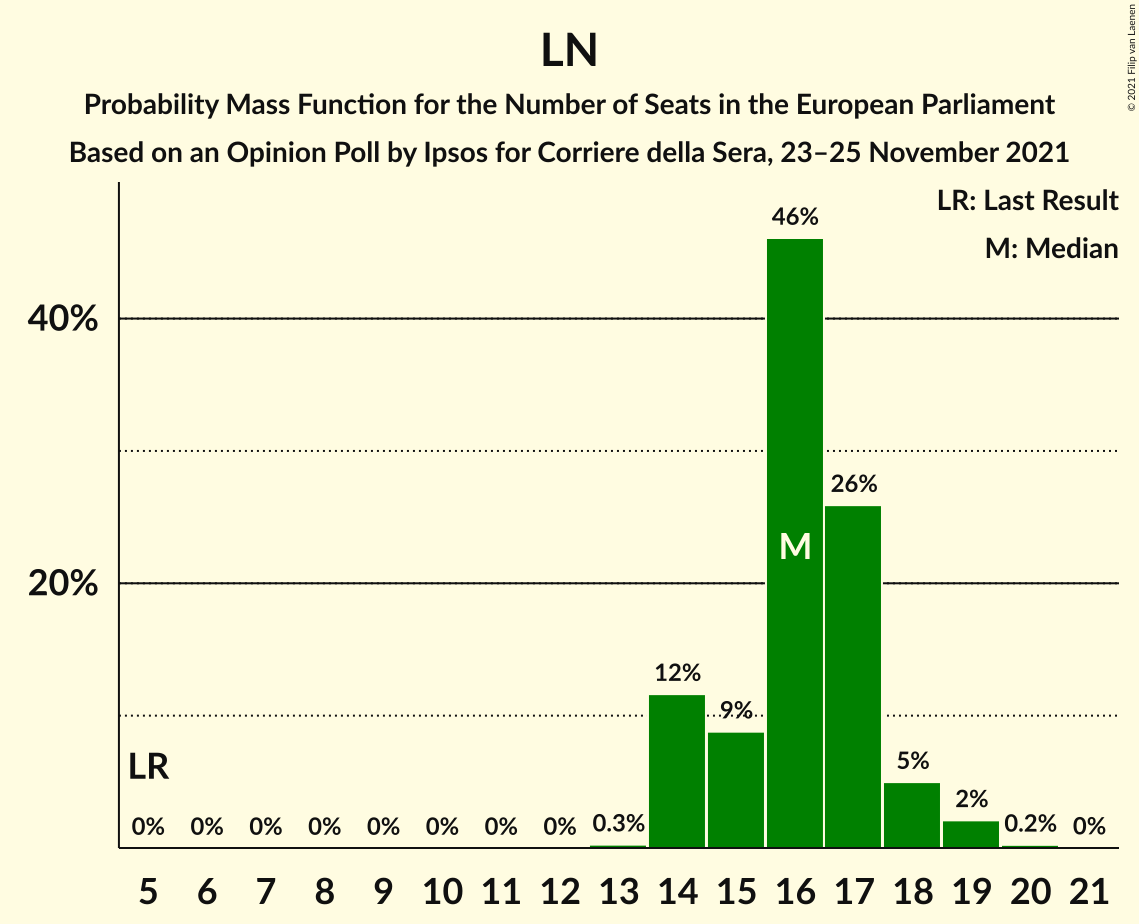 LN
Probability Mass Function for the Number of Seats in the European Parliament
Based on an Opinion Poll by Ipsos for Corriere della Sera, 23–25 November 2021
© 2021 Filip van Laenen
LR: Last Result
M: Median
46%
40%
26%
M
20%
12%
9%
LR
5%
2%
0% 0% 0% 0% 0% 0% 0% 0% 0.3% 0.2% 0%
5 6 7 8 9 10 11 12 13 14 15 16 17 18 19 20 21